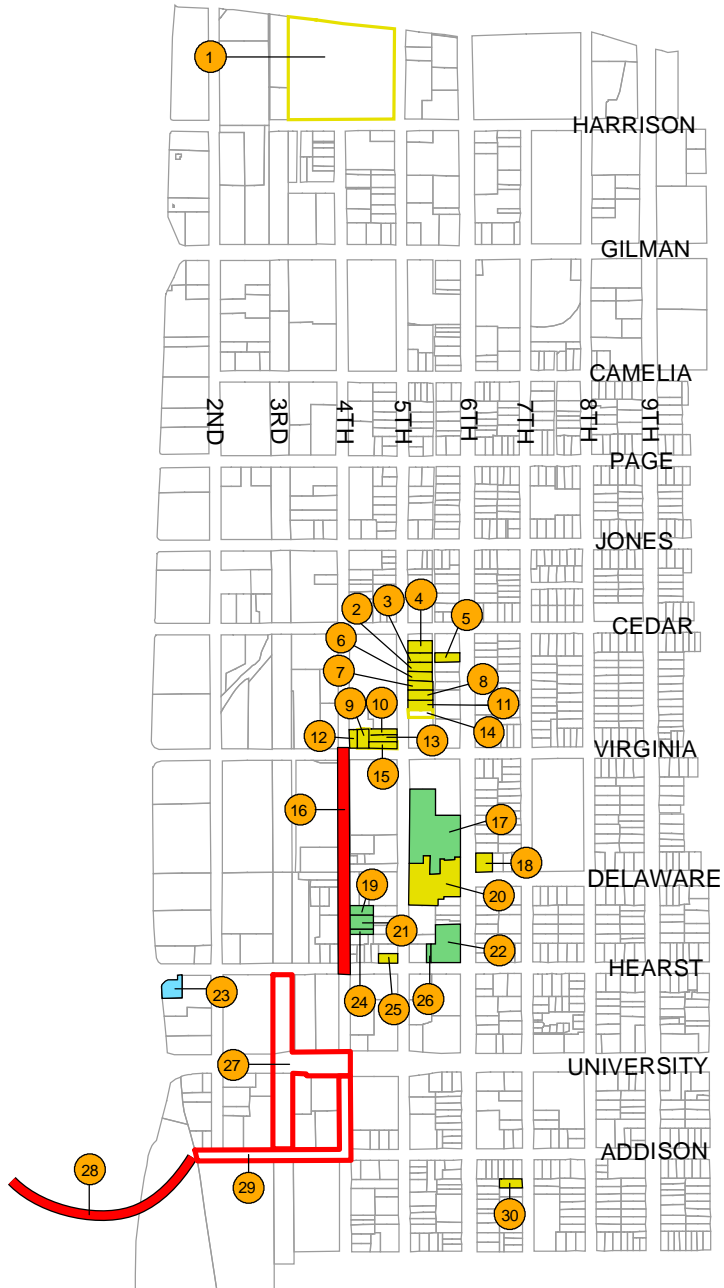 1
HARRISON
GILMAN
CAMELIA
2ND
3RD
4TH
5TH
6TH
7TH
8TH
9TH
PAGE
JONES
4
3
2
5
6
CEDAR
7
8
9
10
11
12
13
14
VIRGINIA
15
16
17
18
DELAWARE
19
20
21
22
HEARST
23
24
25
26
27
UNIVERSITY
ADDISON
28
29
30